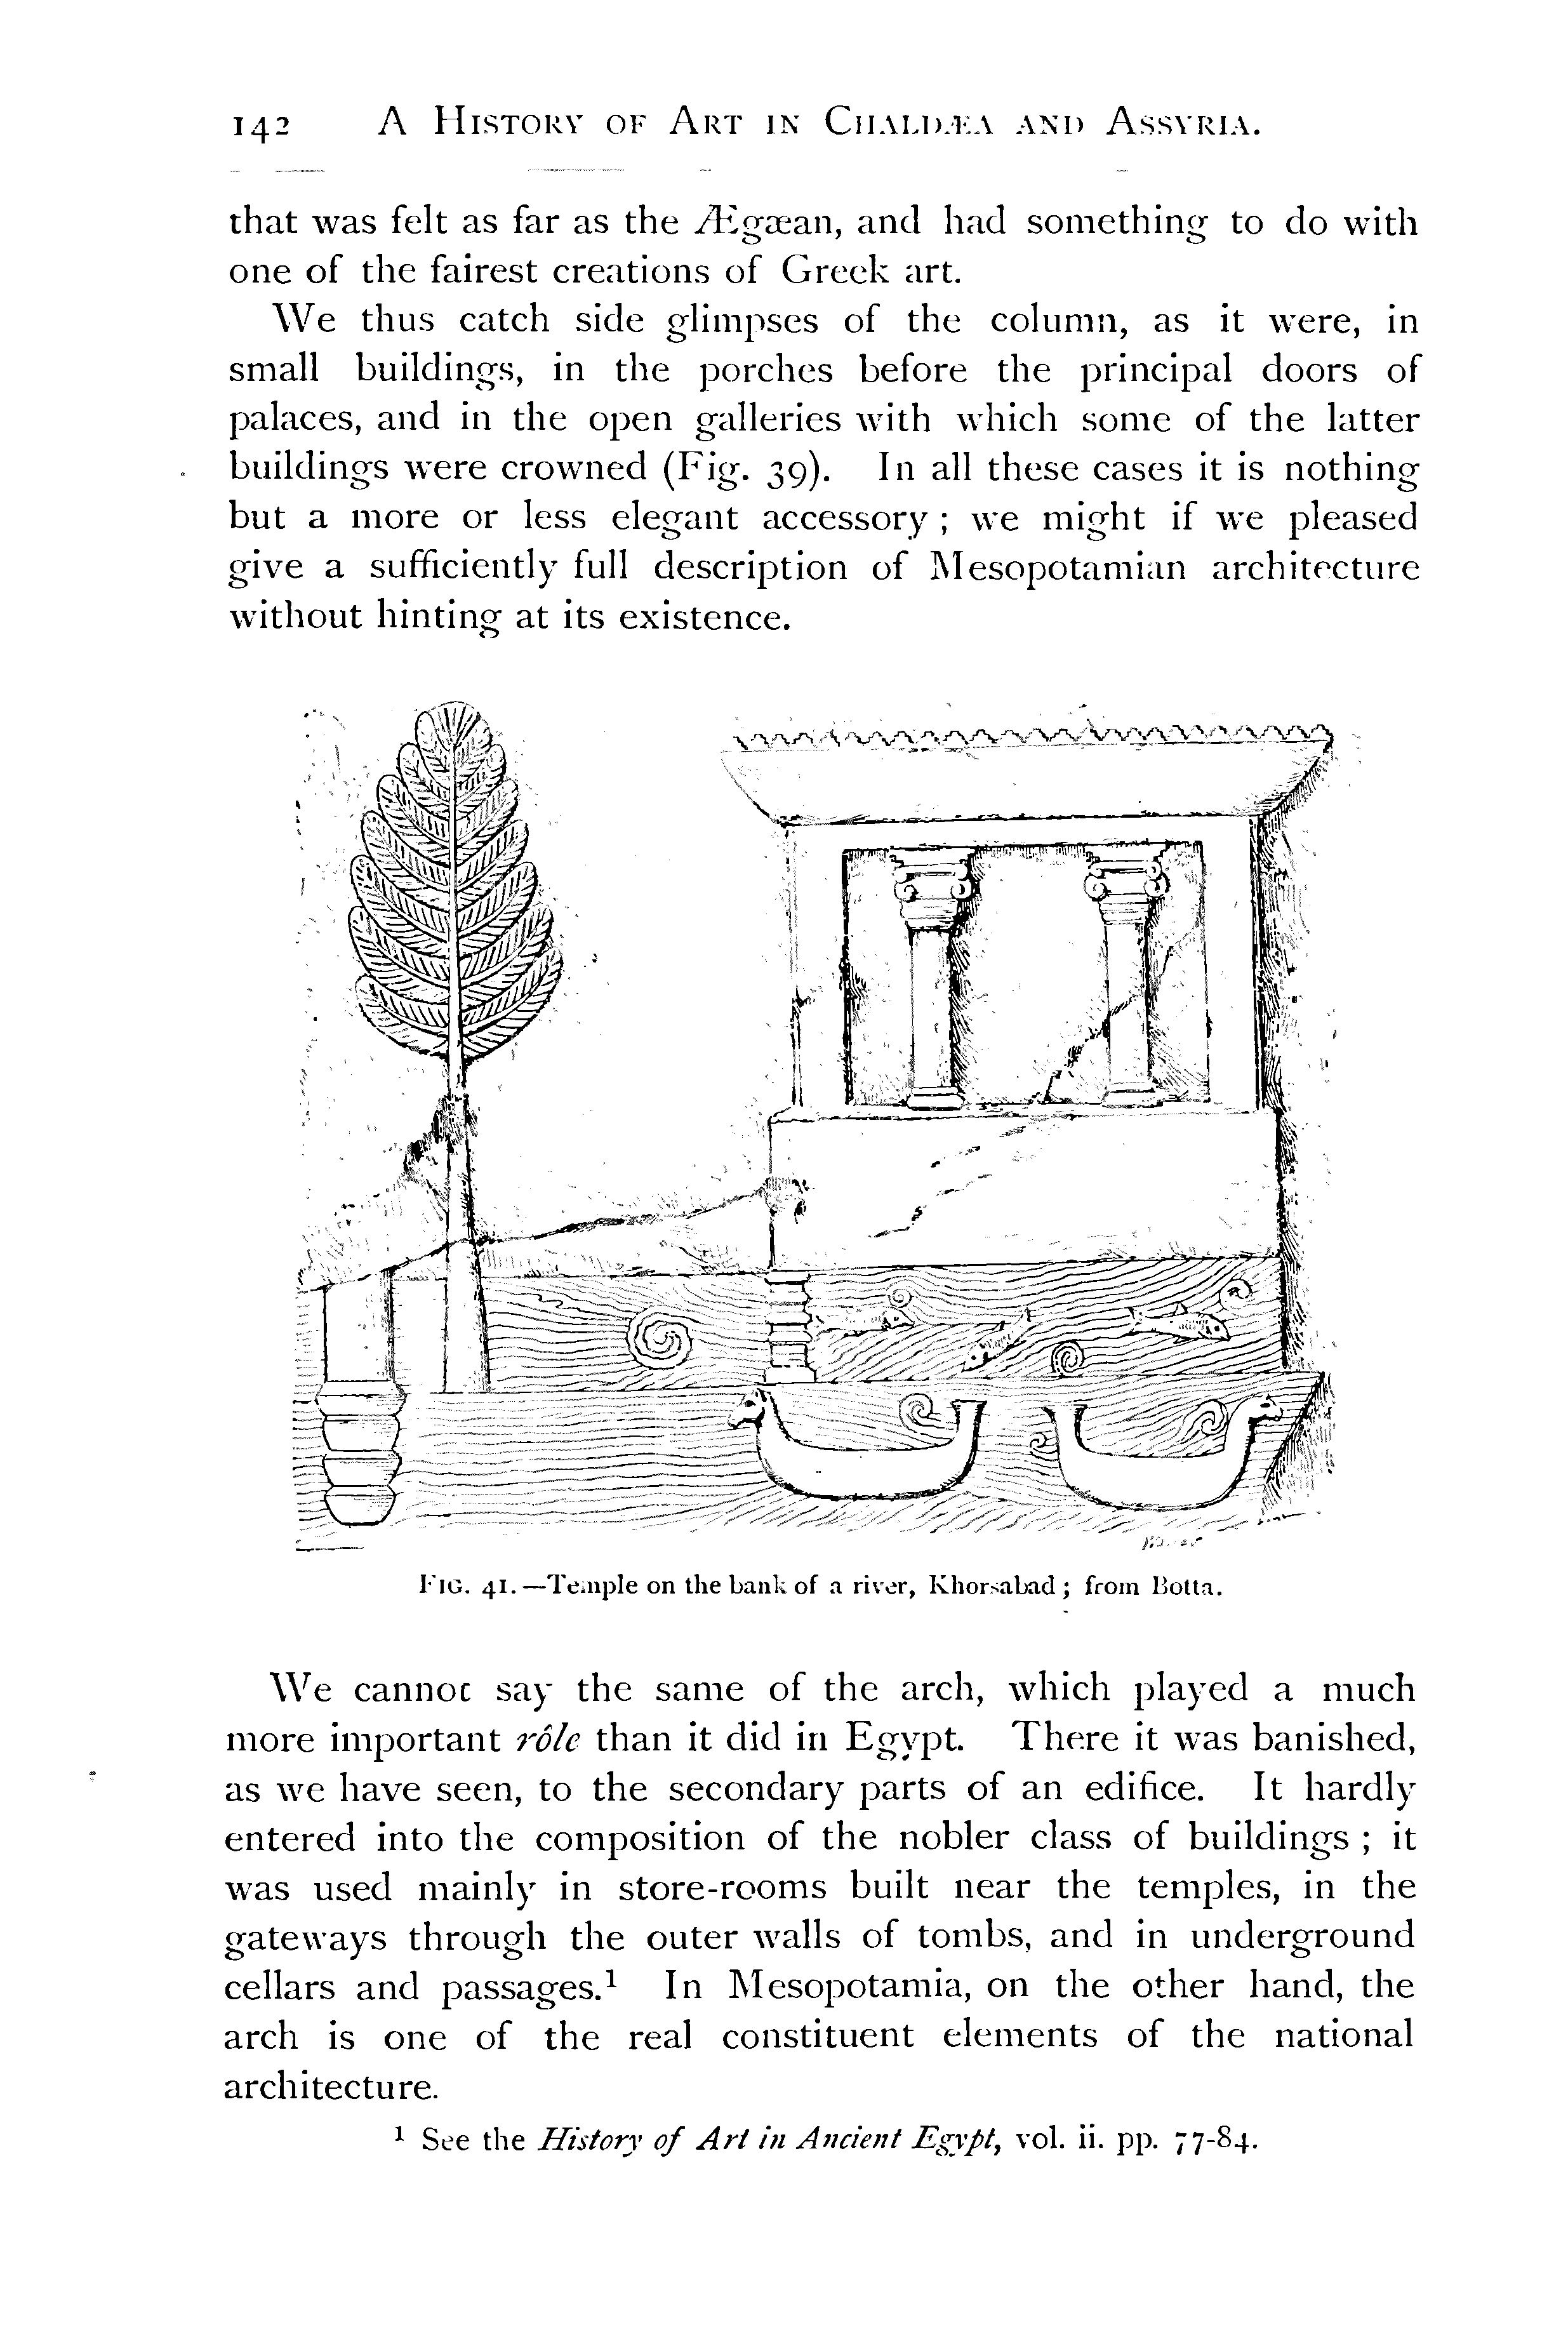 142 A HISTORY OF ART IN CHALDÆA AND ASSYRIA.
that was felt as far as the Ægæan, and had something to do with
one of the fairest creations of Greek art.
We thus catch side glimpses of the column, as it were, in
small buildings, in the porches before the principal doors of
palaces, and in the open galleries with which some of the latter
buildings were crowned (Fig. 39). In all these cases it is nothing
but a more or less elegant accessory ; we might if we pleased
give a sufficiently full description of Mesopotamian architecture
without hinting at its existence.
FIG. 41.—Temple on the bank of a river, Khorsabad ; from Botta.
We cannot say the same of the arch, which played a much
more important rôle than it did in Egypt. There it was banished,
as we have seen, to the secondary parts of an edifice. It hardly
entered into the composition of the nobler class of buildings ; it
was used mainly in store-rooms built near the temples, in the
gateways through the outer walls of tombs, and in underground
cellars and passages.¹ In Mesopotamia, on the other hand, the
arch is one of the real constituent elements of the national
architecture.
¹ See the History of Art in Ancient Egypt, vol. ii. pp. 77-84.